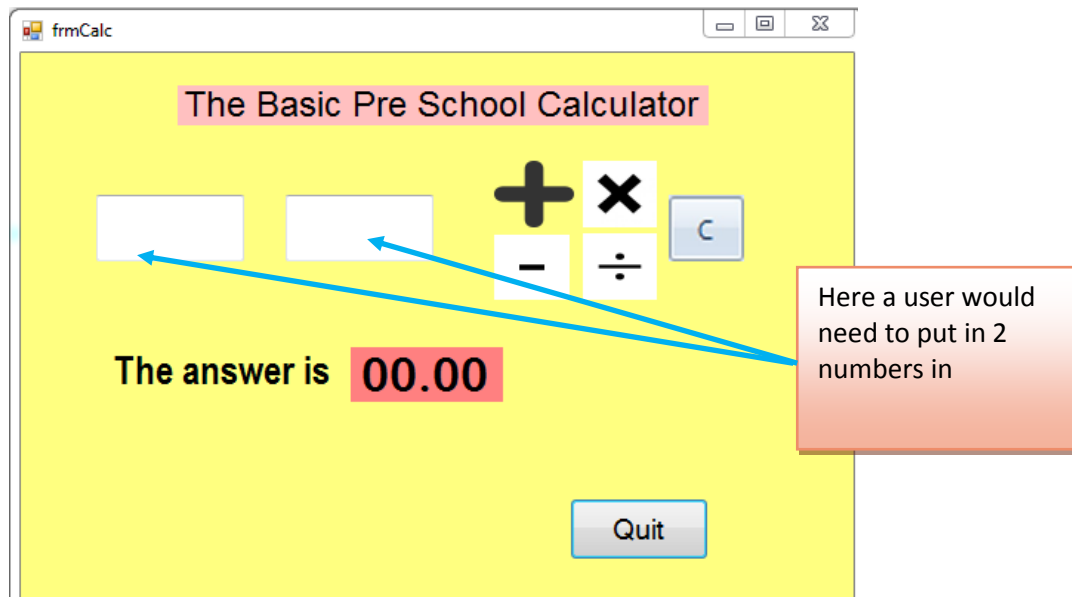 frmCalc
The Basic Pre School Calculator
C
Here a user would
need to put in 2
numbers in
The answer is 00.00
Quit